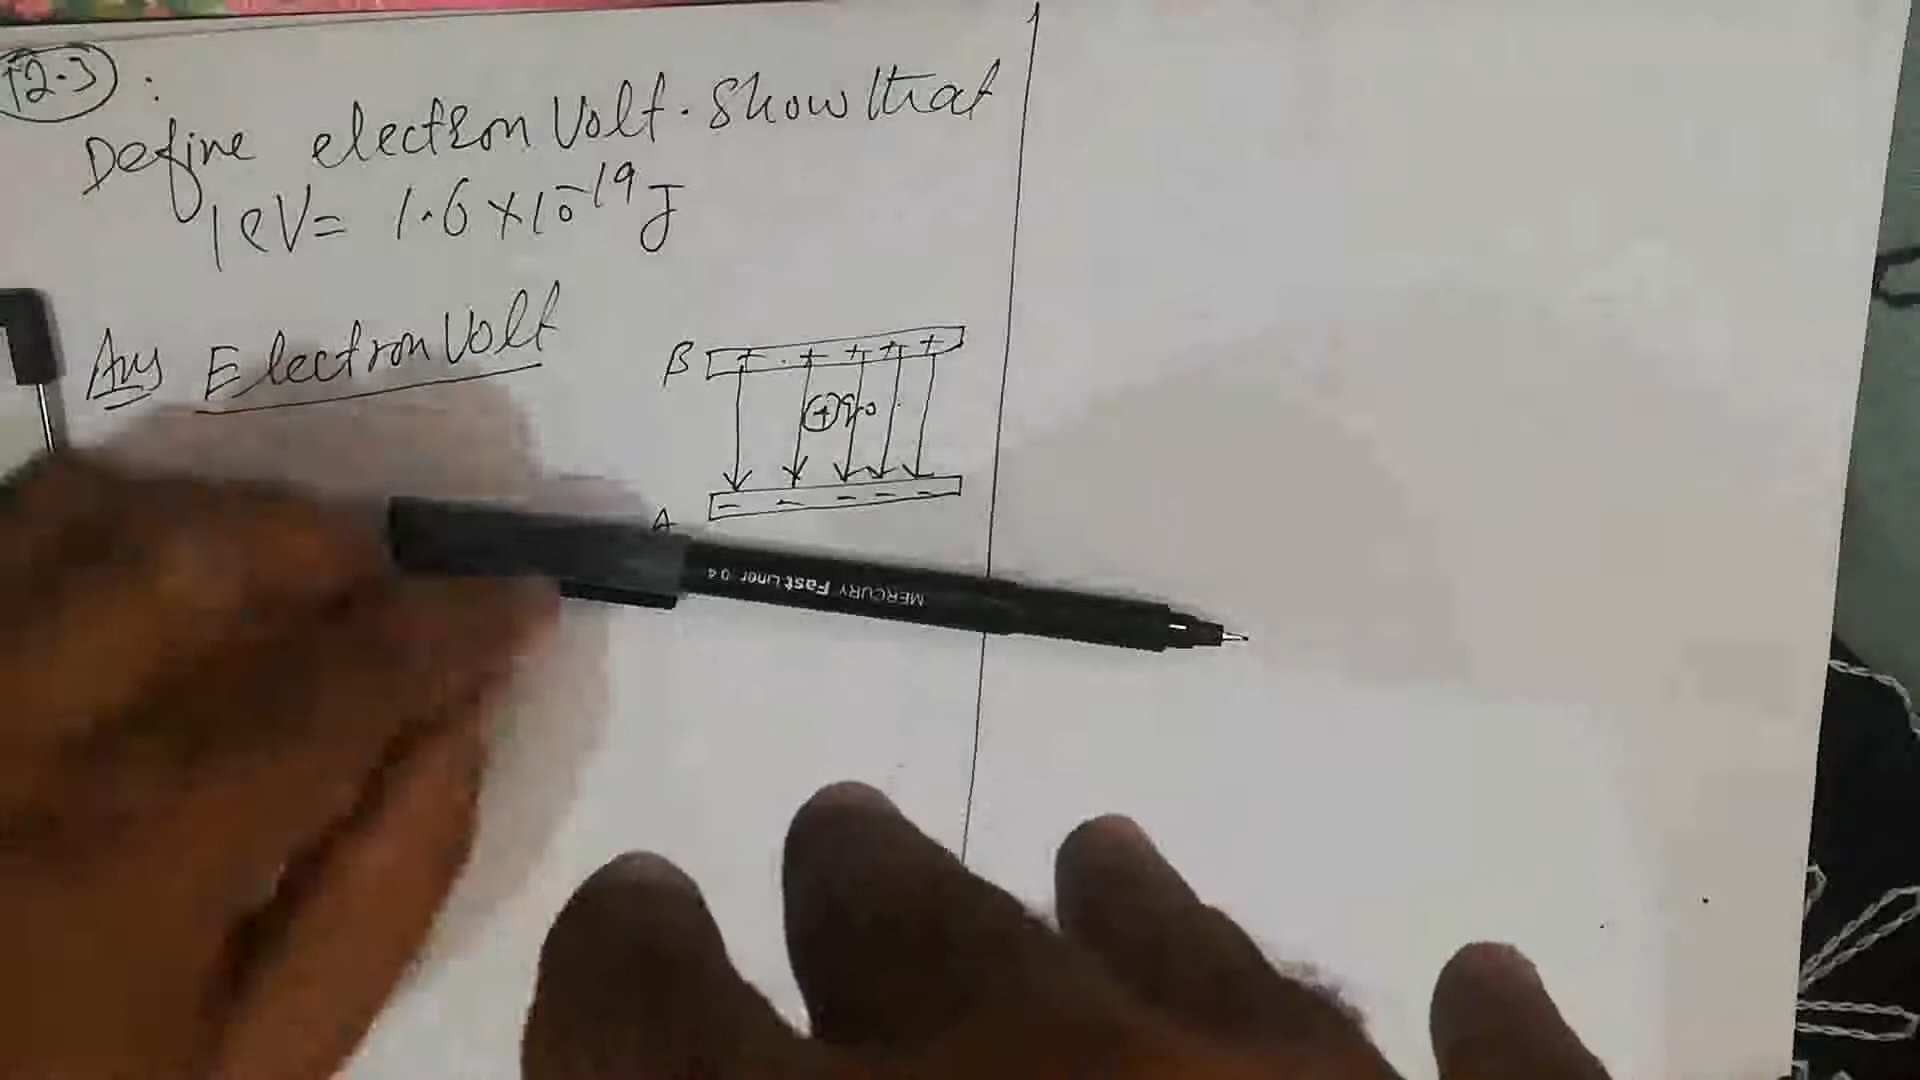 12.3 :
Define electron Volt. Show that
1eV = 1.6 × 10⁻¹⁹ J
Ans Electron Volt
B + + + + +
+ q₀
A - - - - -
MERCURY Fast Liner 0.4